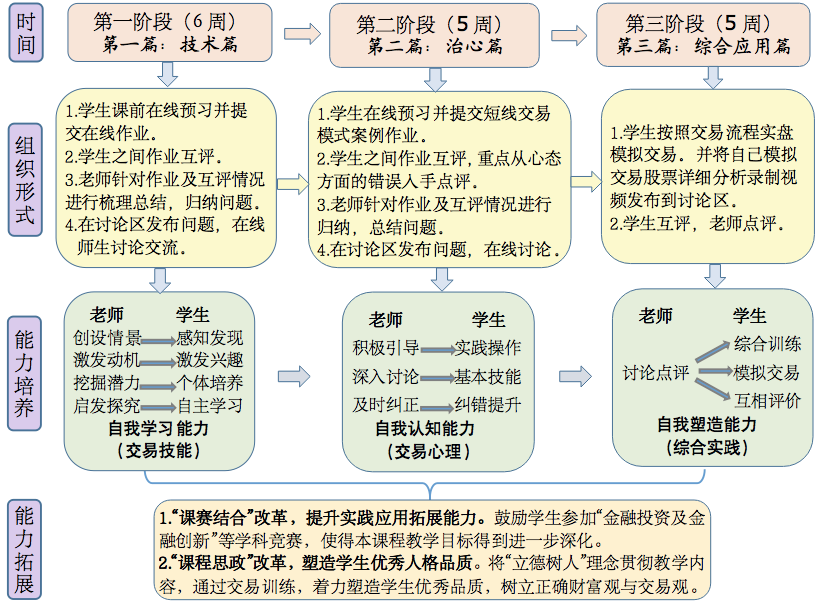 时间
第一阶段（6 周）
第一篇：技术篇
第二阶段（5 周）
第二篇：治心篇
第三阶段（5 周）
第三篇：综合应用篇
组织形式
1.学生课前在线预习并提
交在线作业。
2.学生之间作业互评。
3.老师针对作业及互评情况
进行梳理总结，归纳问题。
4.在讨论区发布问题，在线
师生讨论交流。
1.学生在线预习并提交短线交易
模式案例作业。
2.学生之间作业互评，重点从心态
方面的错误人手点评。
3.老师针对作业及互评情况进行
归纳，总结问题。
4.在讨论区发布问题，在线讨论。
1.学生按照交易流程实盘
模拟交易。并将自己模拟
交易股票详细分析录制视
频发布到讨论区。
2.学生互评，老师点评。
能力培养
老师 学生
创设情景 感知发现
激发动机 激发兴趣
挖掘潜力 个体培养
启发探究 自主学习
自我学习能力
（交易技能）
老师 学生
积极引导 实践操作
深入讨论 基本技能
及时纠正 纠错提升
自我认知能力
（交易心理）
老师 学生
综合训练
讨论点评 模拟交易
互相评价
自我塑造能力
（综合实践）
能力拓展
1.“课赛结合”改革，提升实践应用拓展能力。鼓励学生参加“金融投资及金
融创新”等学科竞赛，使得本课程教学目标得到进一步深化。
2.“课程思政”改革，塑造学生优秀人格品质。将“立德树人”理念贯彻教学内
容，通过交易训练，着力塑造学生优秀品质，树立正确财富观与交易观。